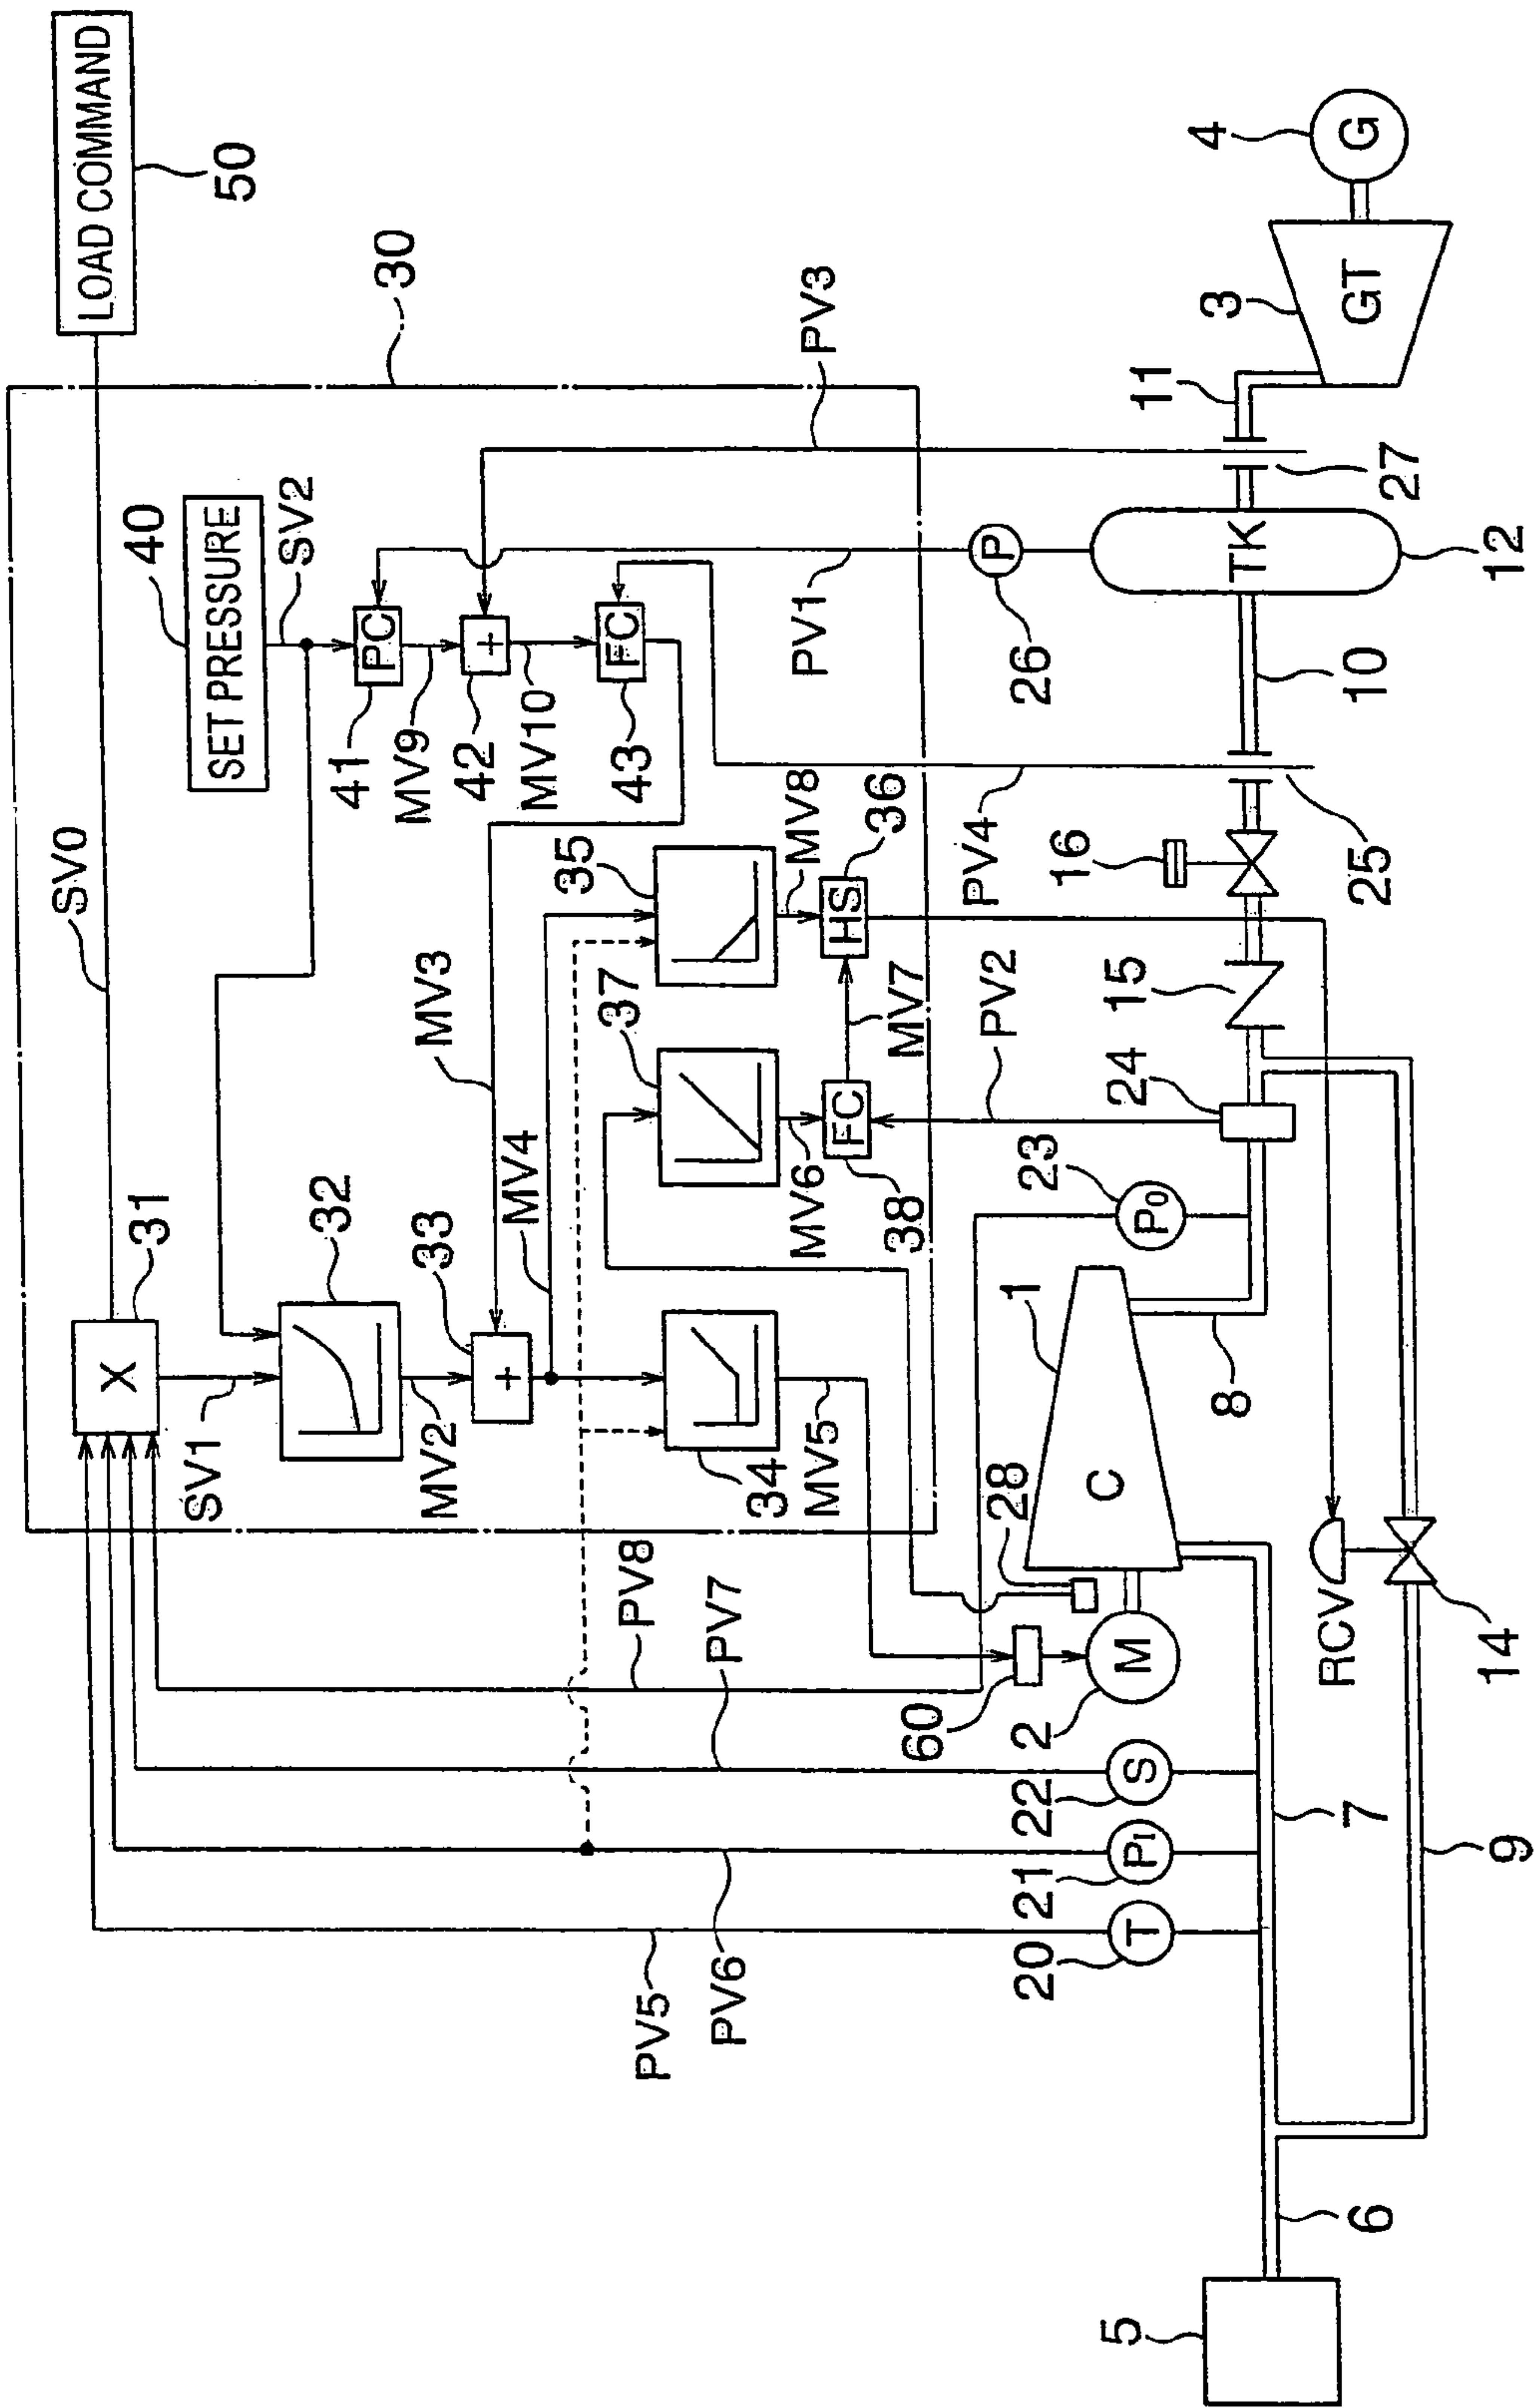 LOAD COMMAND
50
30
SV0
40
SET PRESSURE
SV2
PC
41
MV9
+
42
MV10
FC
43
PV3
PV1
PV4
X
31
SV1
32
MV2
33
+
MV3
MV4
34
MV5
35
MV8
36
HS
37
MV7
MV6
FC
38
PV2
PV8
PV7
PV6
PV5
4
G
3
GT
11
27
TK
12
P
26
10
25
16
15
24
23
P0
1
C
8
28
60
M
2
RCV
14
S
22
PI
21
T
20
7
9
6
5